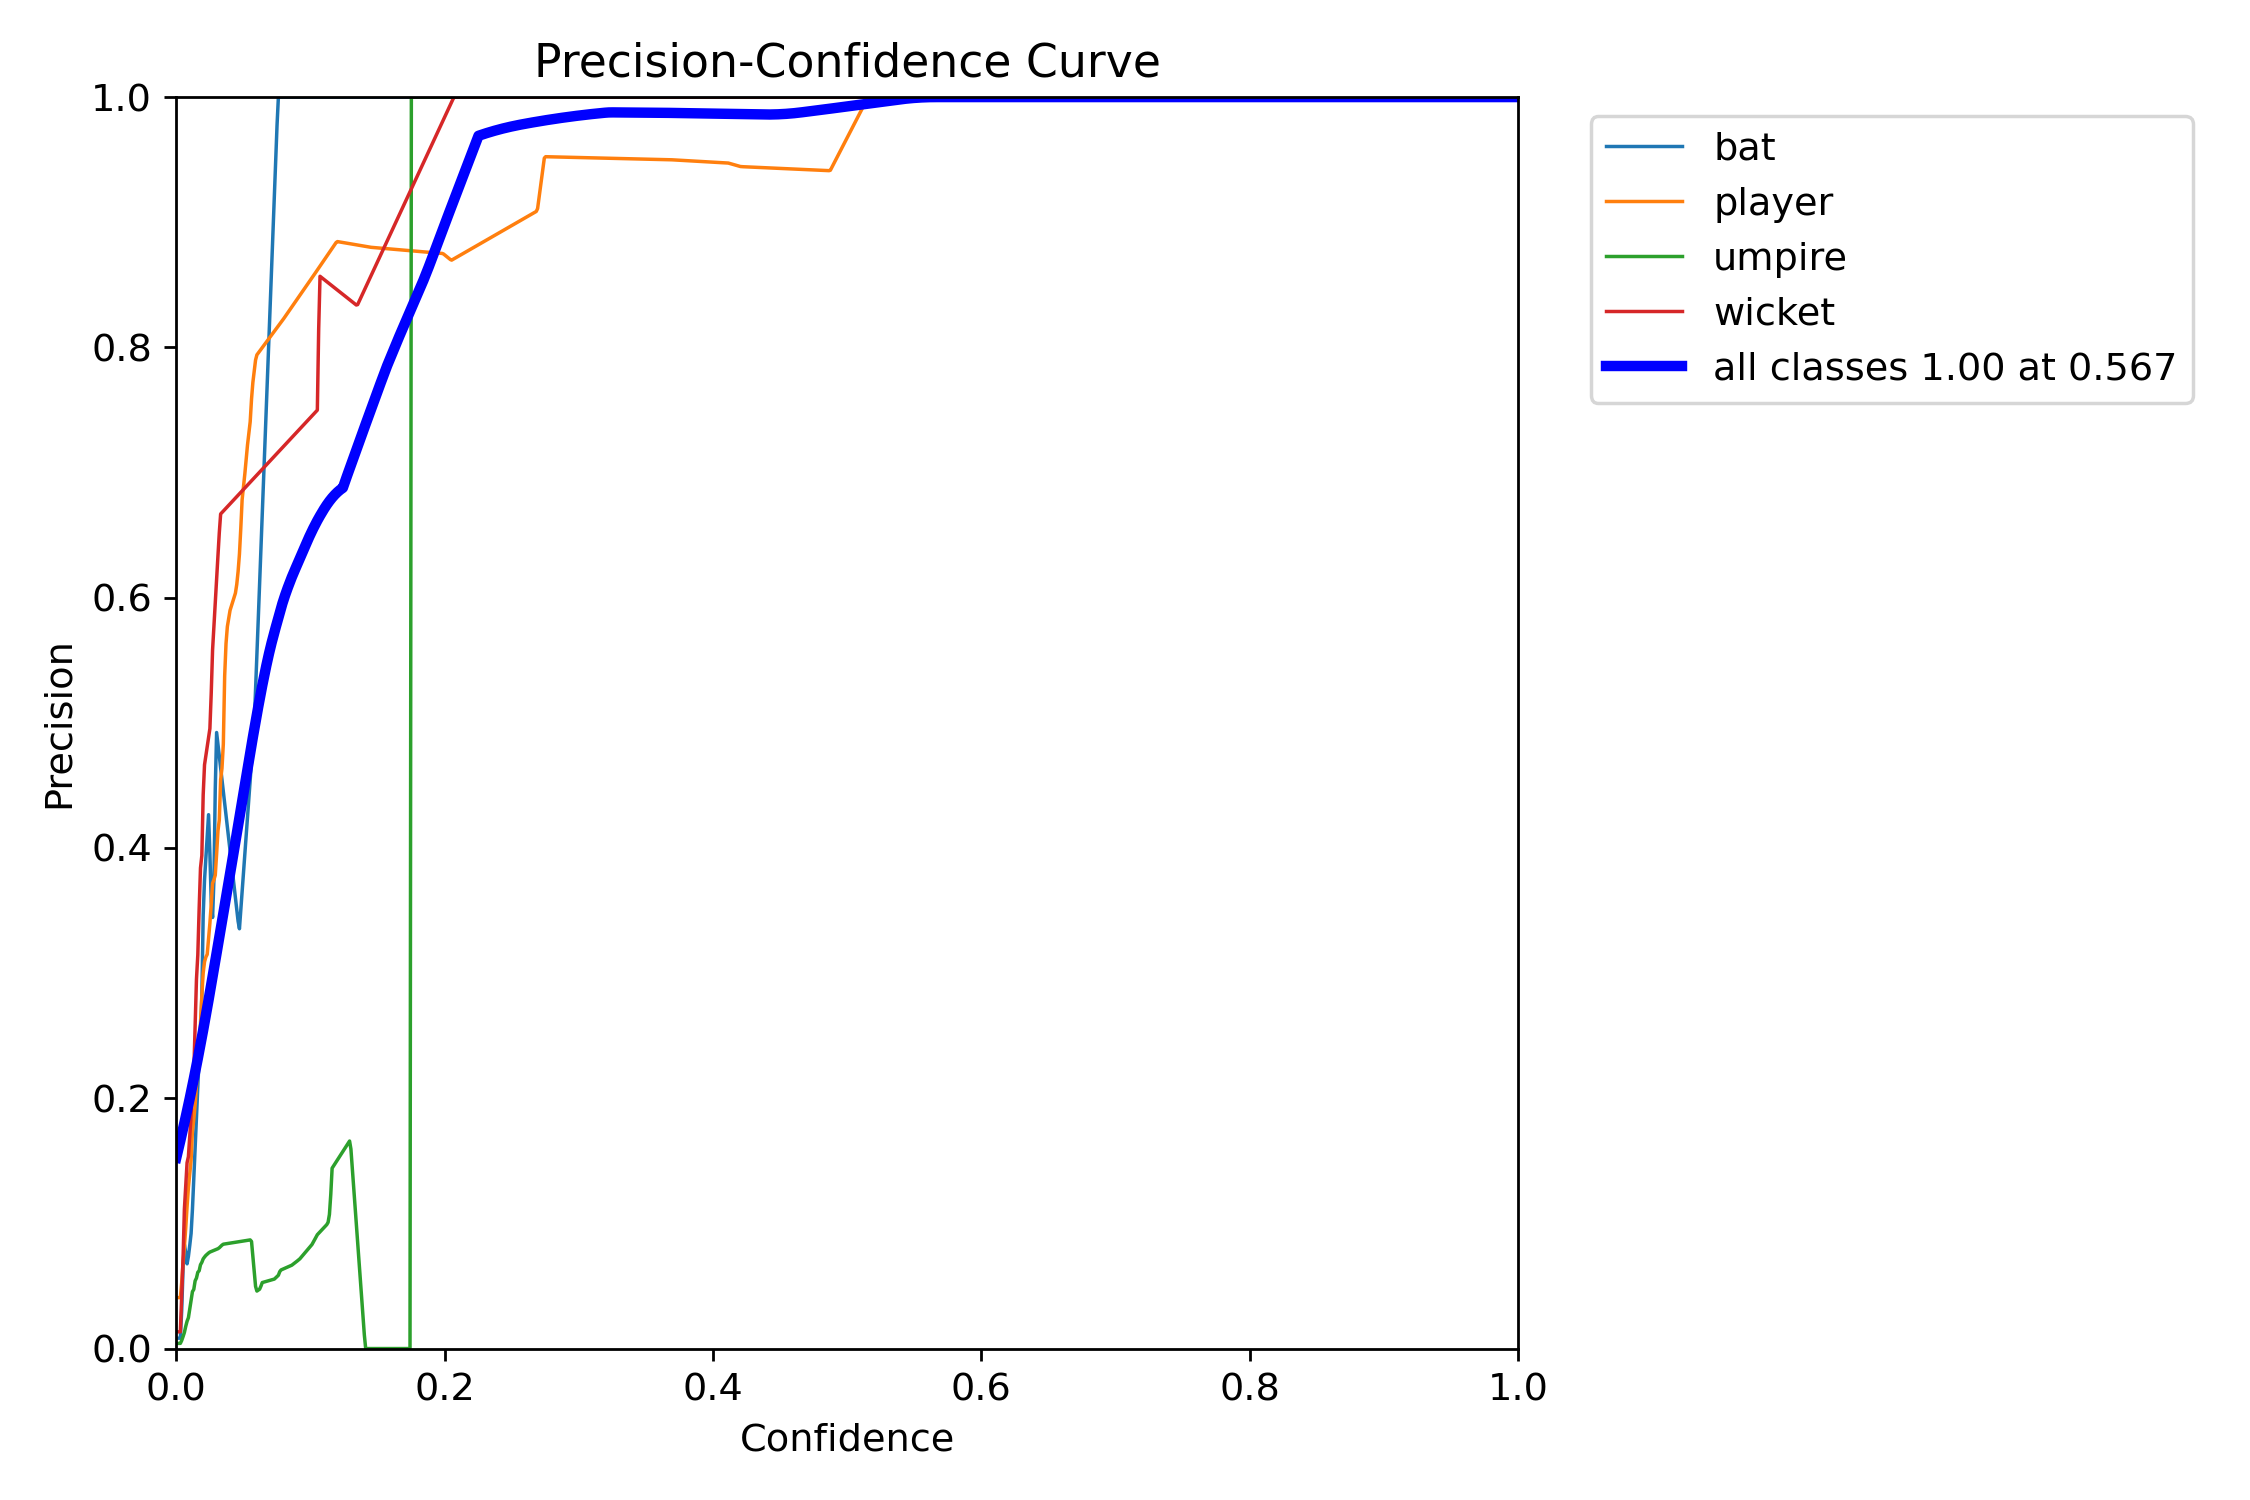 Precision-Confidence Curve
1.0
0.8
0.6
0.4
0.2
0.0
Precision
0.0 0.2 0.4 0.6 0.8 1.0
Confidence
bat
player
umpire
wicket
all classes 1.00 at 0.567